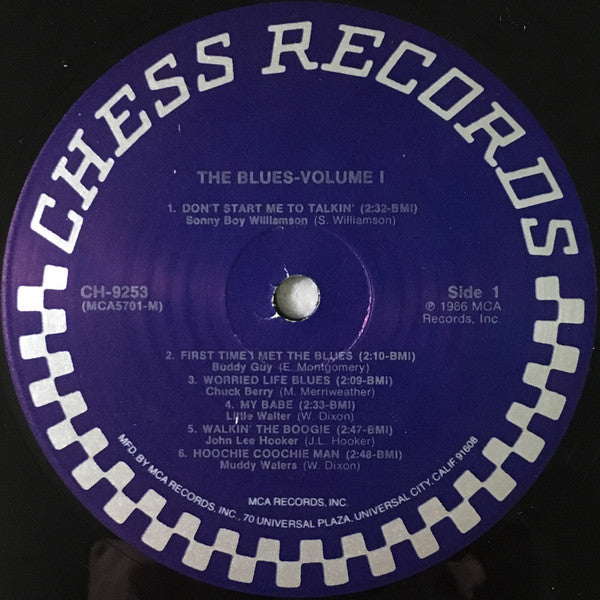 CHESS RECORDS
THE BLUES-VOLUME I
1. DON'T START ME TO TALKIN' (2:32-BMI)
Sonny Boy Williamson (S. Williamson)
CH-9253
(MCA5701-M)
Side 1
℗ 1986 MCA
Records, Inc.
2. FIRST TIME I MET THE BLUES (2:10-BMI)
Buddy Guy (E. Montgomery)
3. WORRIED LIFE BLUES (2:09-BMI)
Chuck Berry (M. Merriweather)
4. MY BABE (2:33-BMI)
Little Walter (W. Dixon)
5. WALKIN' THE BOOGIE (2:47-BMI)
John Lee Hooker (J.L. Hooker)
6. HOOCHIE COOCHIE MAN (2:48-BMI)
Muddy Waters (W. Dixon)
MCA RECORDS, INC.
MFD. BY MCA RECORDS, INC., 70 UNIVERSAL PLAZA, UNIVERSAL CITY, CALIF. 91608